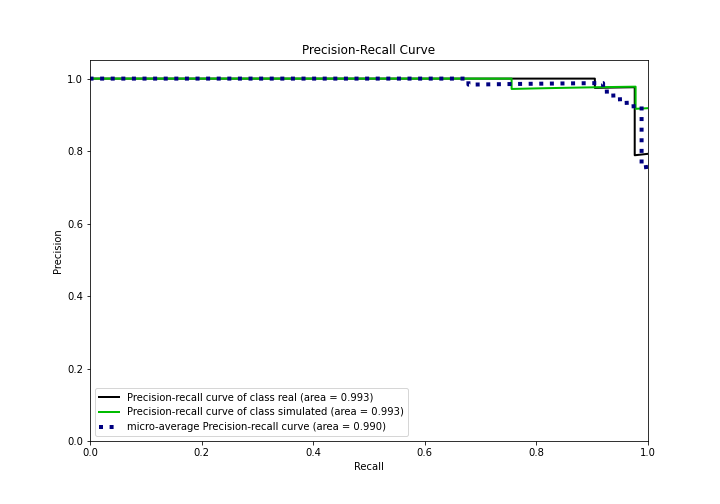 Precision-Recall Curve
1.0
0.8
0.6
0.4
0.2
0.0
Precision
Precision-recall curve of class real (area = 0.993)
Precision-recall curve of class simulated (area = 0.993)
micro-average Precision-recall curve (area = 0.990)
0.0 0.2 0.4 0.6 0.8 1.0
Recall